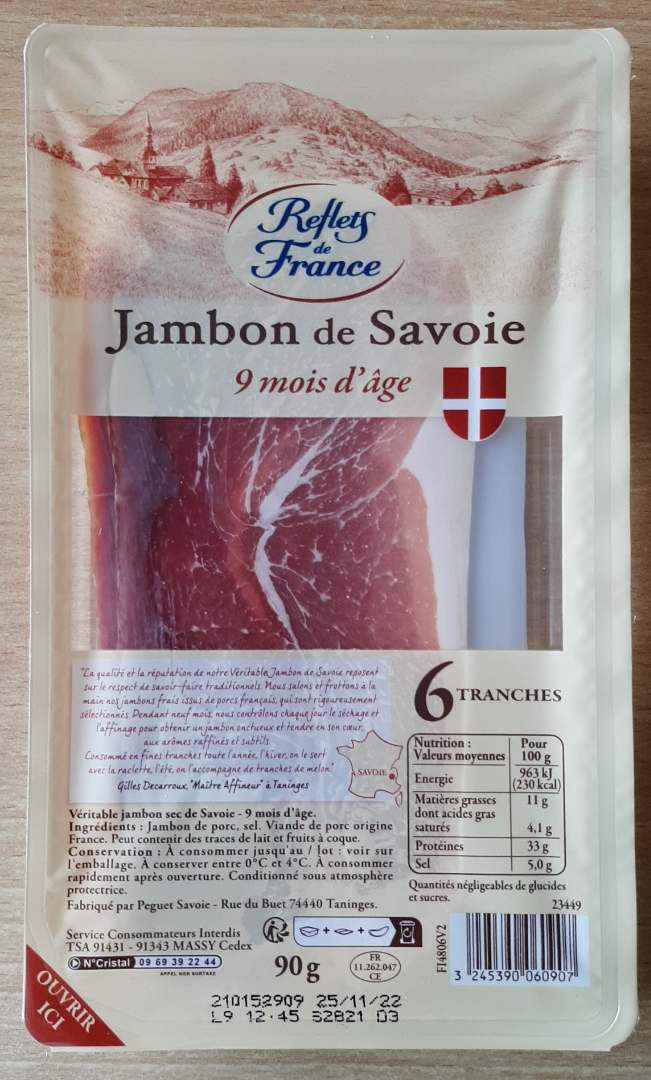 Reflets
de
France
Jambon de Savoie
9 mois d'âge
"La qualité et la réputation de notre Véritable Jambon de Savoie reposent
sur le respect de savoir-faire traditionnels. Nous salons et frottons à la
main nos jambons frais issus de porcs français, qui sont rigoureusement
sélectionnés. Pendant neuf mois, nous contrôlons chaque jour le séchage et
l'affinage pour obtenir un jambon onctueux et tendre en son cœur,
aux arômes raffinés et subtils.
Consommé en fines tranches toute l'année, l'hiver, on le sert
avec la raclette, l'été, on l'accompagne de tranches de melon."
Gilles Decarroux, "Maître Affineur" à Taninges
SAVOIE
6 TRANCHES
Nutrition : Pour
Valeurs moyennes 100 g
Energie 963 kJ
(230 kcal)
Matières grasses 11 g
dont acides gras
saturés 4,1 g
Protéines 33 g
Sel 5,0 g
Quantités négligeables de glucides
et sucres.
23449
Véritable jambon sec de Savoie - 9 mois d'âge.
Ingrédients : Jambon de porc, sel. Viande de porc origine
France. Peut contenir des traces de lait et fruits à coque.
Conservation : À consommer jusqu'au / lot : voir sur
l'emballage. À conserver entre 0°C et 4°C. À consommer
rapidement après ouverture. Conditionné sous atmosphère
protectrice.
Fabriqué par Peguet Savoie - Rue du Buet 74440 Taninges.
Service Consommateurs Interdis
TSA 91431 - 91343 MASSY Cedex
N°Cristal 09 69 39 22 44
APPEL NON SURTAXE
90 g
FR
11.262.047
CE
FI4806V2
3 245390 060907
OUVRIR
ICI
210152909 25/11/22
L9 12:45 S2821 03